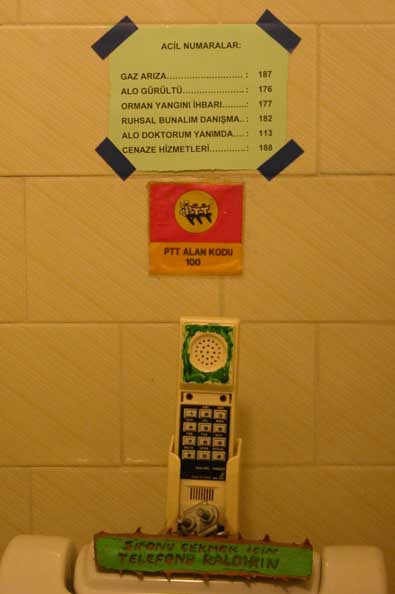 ACİL NUMARALAR:
GAZ ARIZA..........................: 187
ALO GÜRÜLTÜ.....................: 176
ORMAN YANGINI İHBARI........: 177
RUHSAL BUNALIM DANIŞMA..: 182
ALO DOKTORUM YANIMDA....: 113
CENAZE HİZMETLERİ.............: 188
PTT ALAN KODU
100
SİFONU ÇEKMEK İÇİN
TELEFONU KALDIRIN